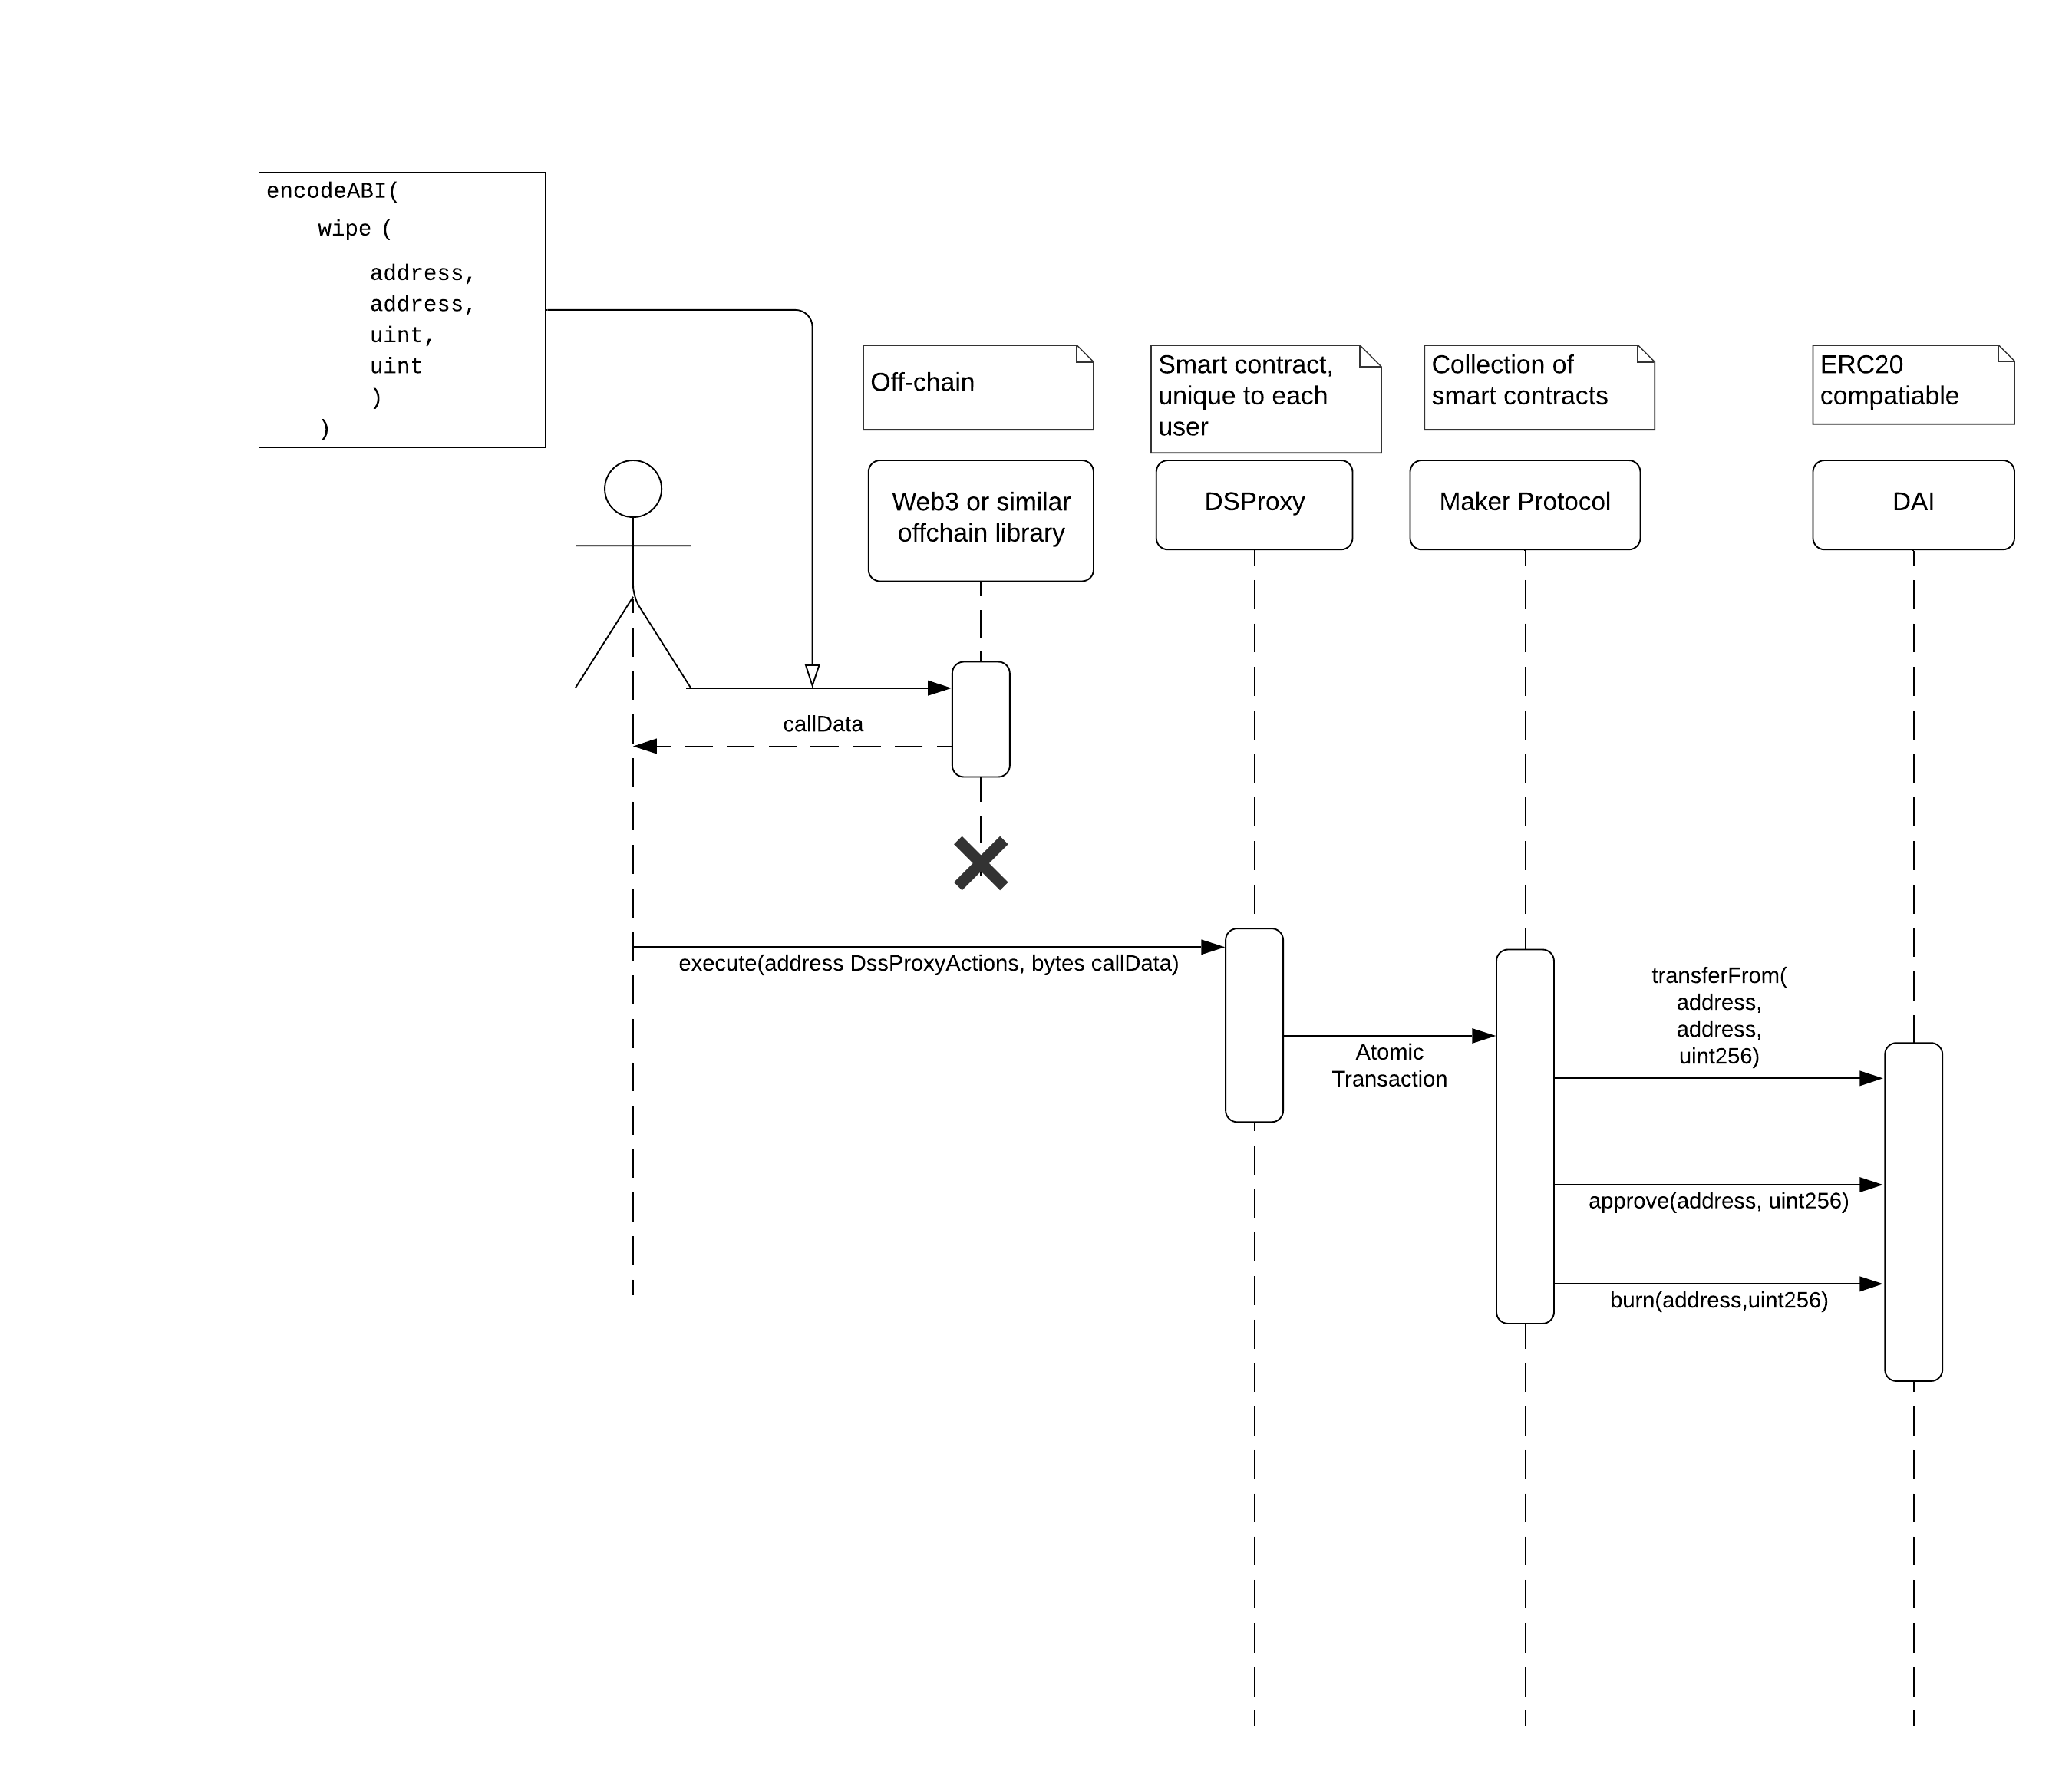 encodeABI(
wipe (
address,
address,
uint,
uint
)
)
Off-chain
Smart contract,
unique to each
user
Collection of
smart contracts
ERC20
compatiable
Web3 or similar
offchain library
DSProxy
Maker Protocol
DAI
callData
execute(address DssProxyActions, bytes callData)
Atomic
Transaction
transferFrom(
address,
address,
uint256)
approve(address, uint256)
burn(address,uint256)